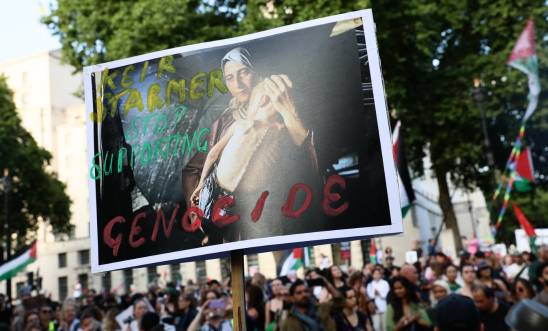 KEIR
STARMER
STOP
SUPPORTING
GENOCIDE